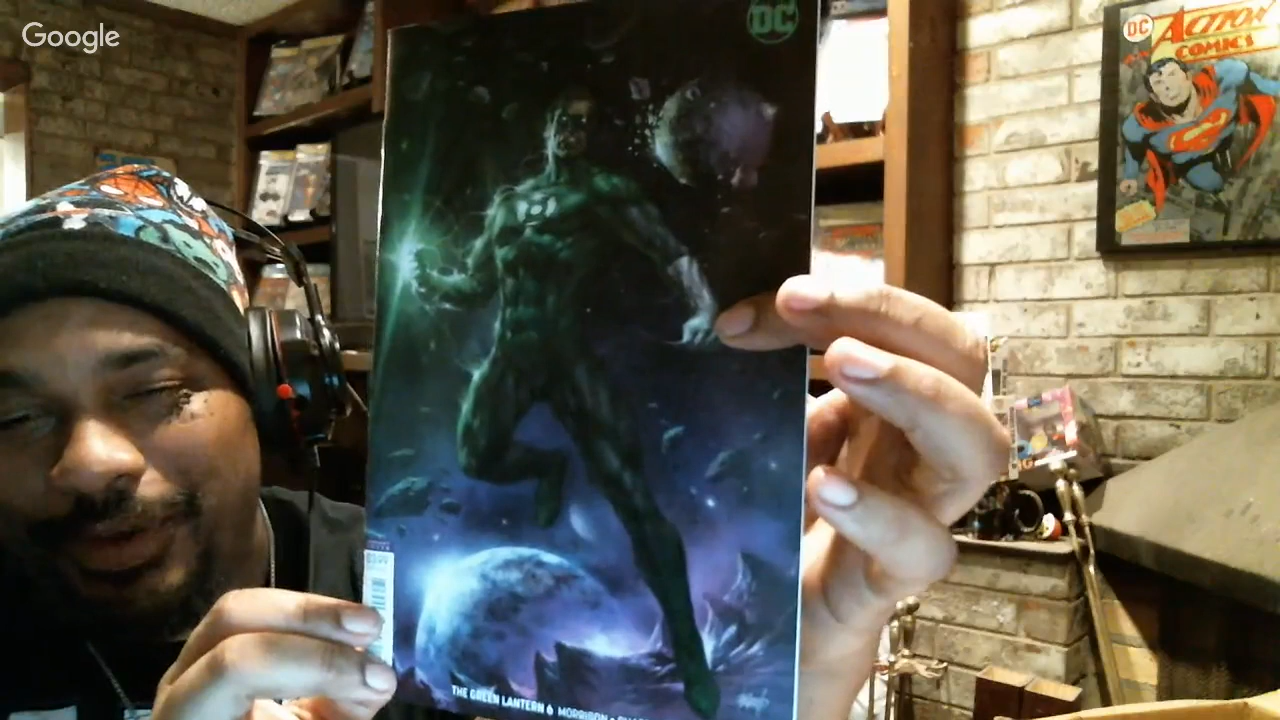 Google
DC
DC
ACTION
COMICS
THE GREEN LANTERN 6 MORRISON